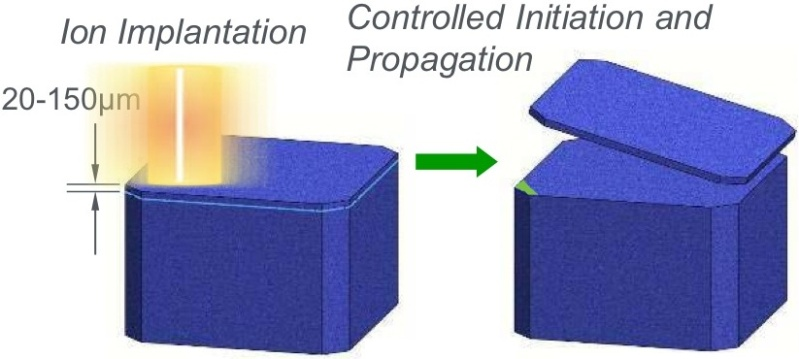 Ion Implantation
Controlled Initiation and
Propagation
20-150μm